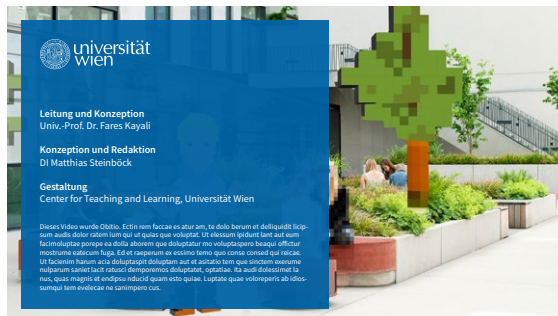 universität
wien
Leitung und Konzeption
Univ.-Prof. Dr. Fares Kayali
Konzeption und Redaktion
DI Matthias Steinböck
Gestaltung
Center for Teaching and Learning, Universität Wien
Dieses Video wurde Obitio. Ectin rem faccae es atur am, te dolo berum et delliquidit licip-
sum audis dolor ratem ium qui ut quias que voluptat. Ut elessum ipidunt lant aut eum
facimoluptae porepe ea dolla aborem que doluptatur mo voluptaspero beaqui offictur
mostrume eatecum fuga. Ed et raeperum ex essimo temo quo conse consed qui reicae.
Ut facienim harum acia doluptaspit doluptam aut et asitatio tem que sinctem exerume
nulparum saniet lacit ratusci demporemos doluptatet, optatiae. Ita audi dolessimet la
nus, quas magnis et endipsu nducid quam esto quiae. Luptate quae voloreperis ab idios-
sumqui tem evelecae ne sanimpero cus.